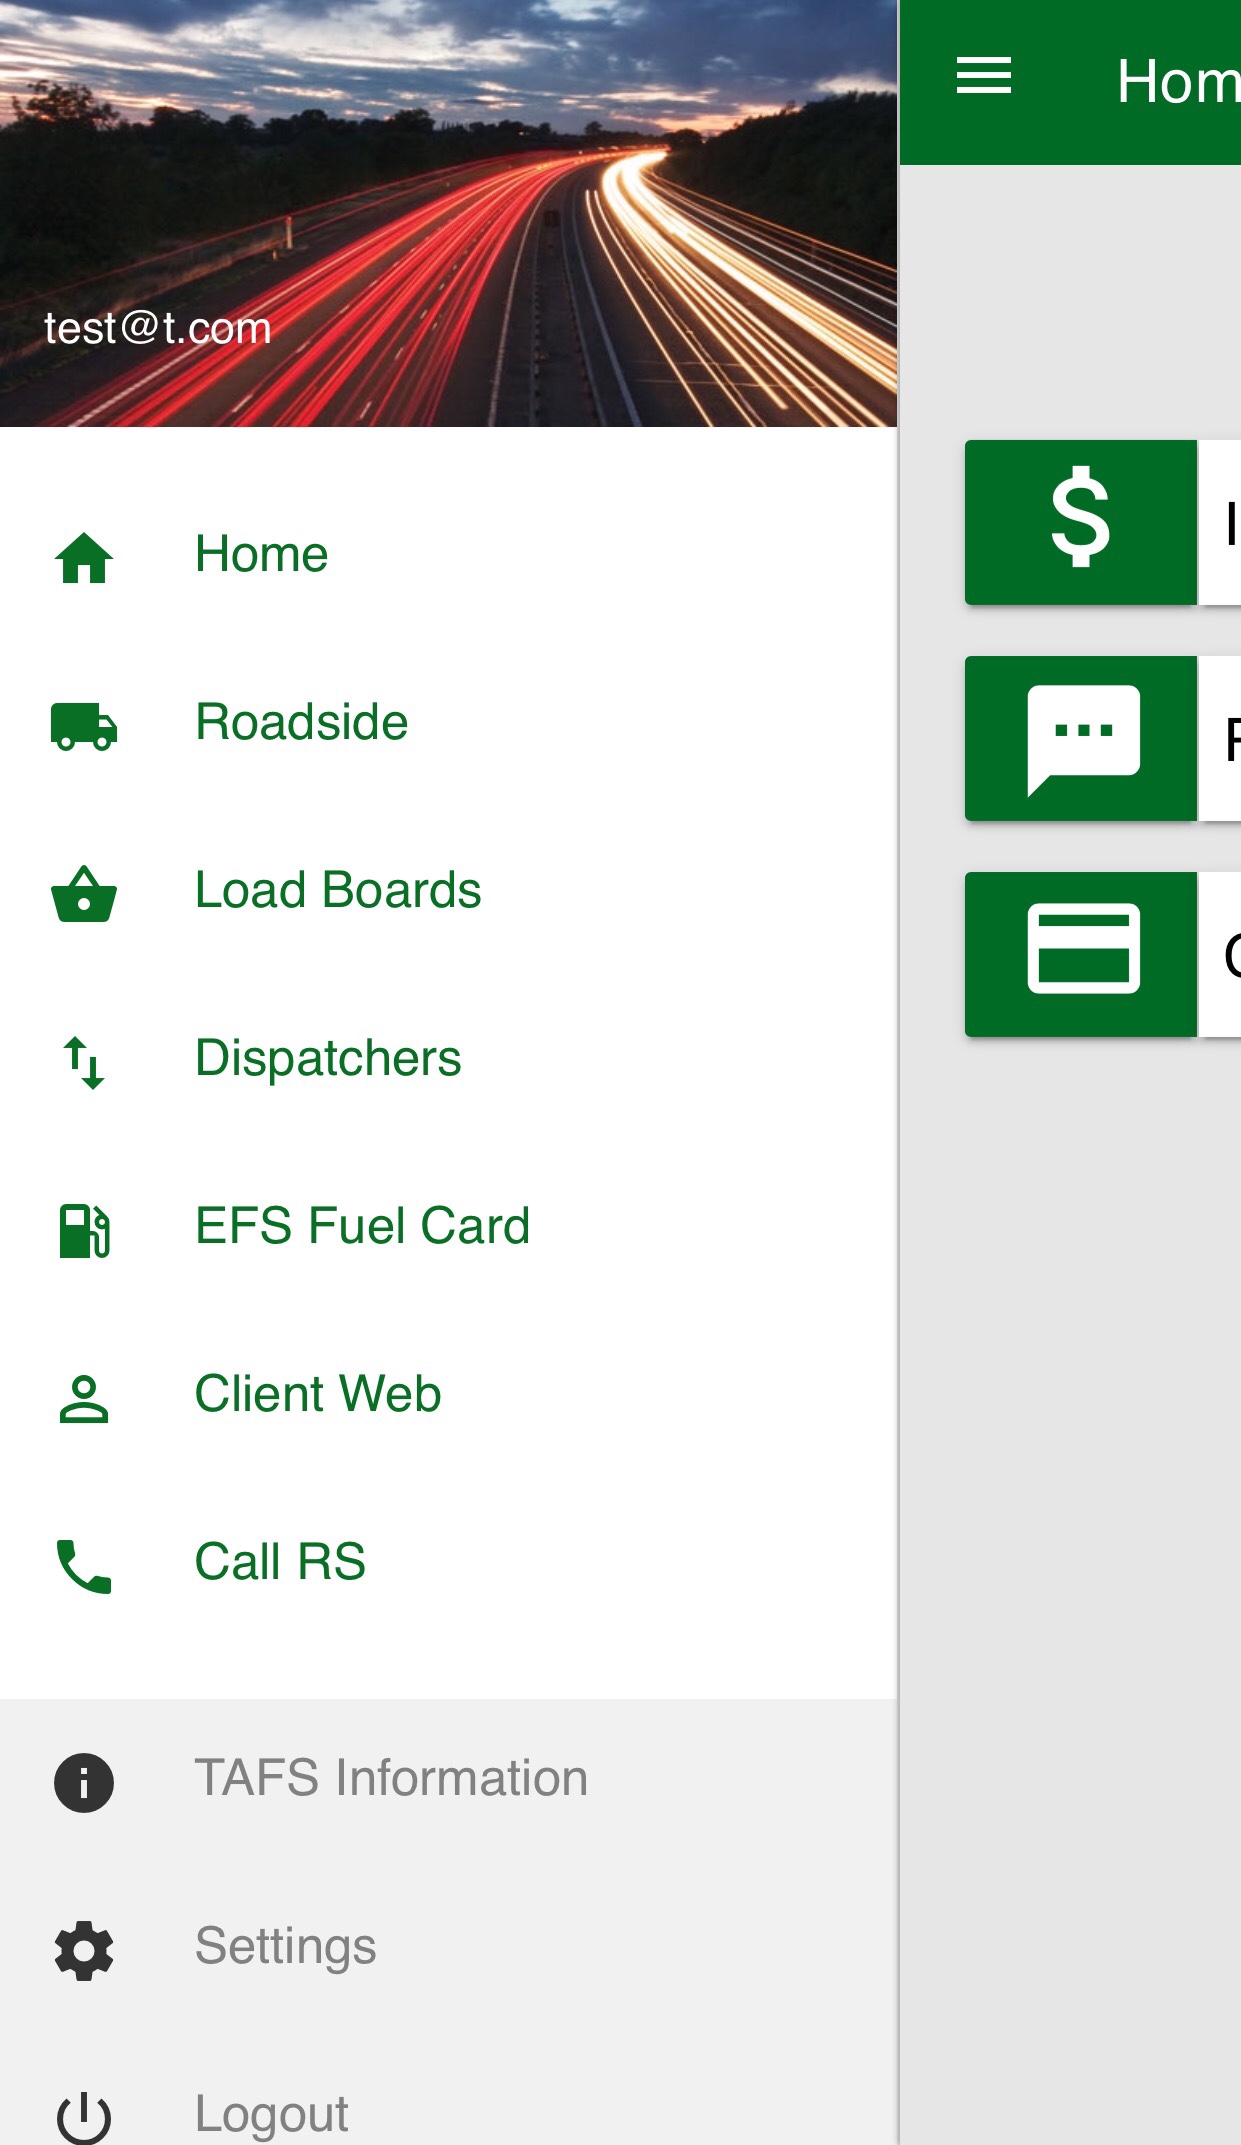 test@t.com
Home
Roadside
Load Boards
Dispatchers
EFS Fuel Card
Client Web
Call RS
TAFS Information
Settings
Logout
Hom